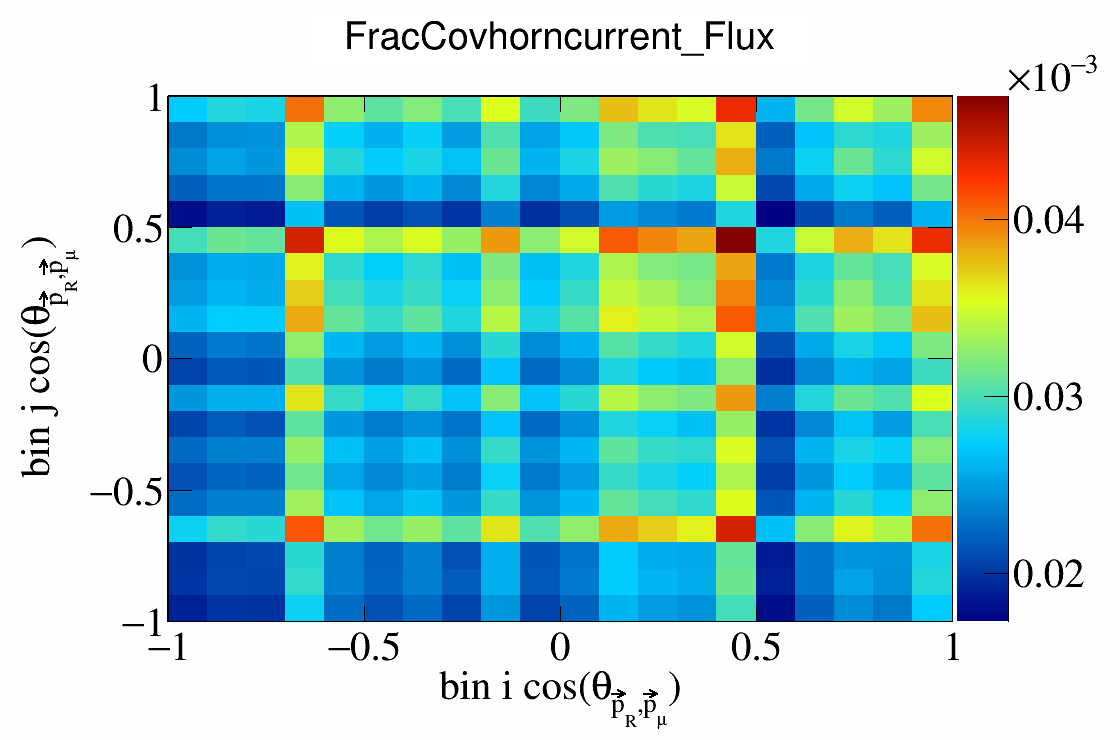 FracCovhorncurrent_Flux
×10⁻³
1
0.5
0
−0.5
−1
0.04
0.03
0.02
−1 −0.5 0 0.5 1
bin j cos(θ_{p⃗_R,p⃗_μ})
bin i cos(θ_{p⃗_R,p⃗_μ})